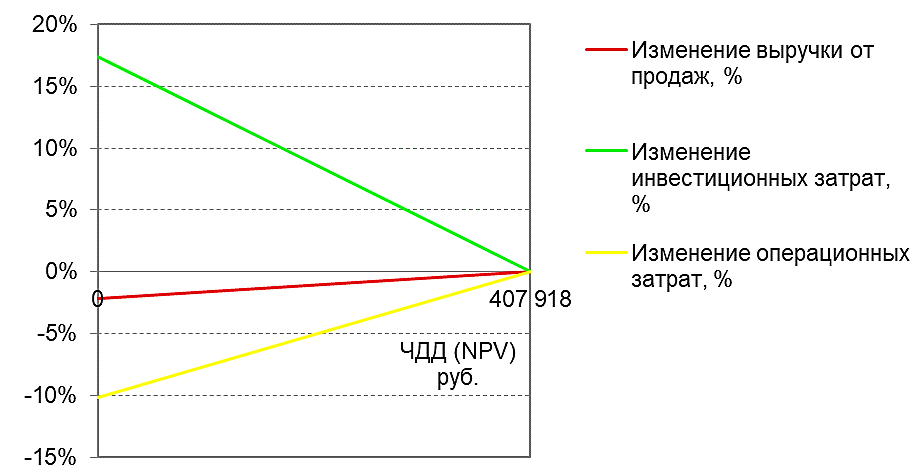 20%
15%
10%
5%
0%
-5%
-10%
-15%
0
407 918
ЧДД (NPV)
руб.
Изменение выручки от
продаж, %
Изменение
инвестиционных затрат,
%
Изменение операционных
затрат, %